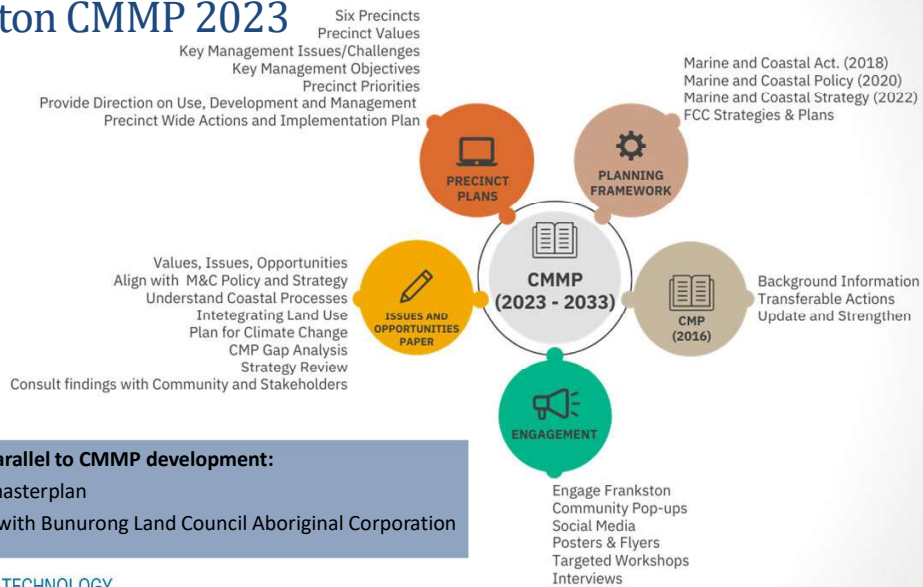 ton CMMP 2023
Six Precincts
Precinct Values
Key Management Issues/Challenges
Key Management Objectives
Precinct Priorities
Provide Direction on Use, Development and Management
Precinct Wide Actions and Implementation Plan
PRECINCT
PLANS
Marine and Coastal Act. (2018)
Marine and Coastal Policy (2020)
Marine and Coastal Strategy (2022)
FCC Strategies & Plans
PLANNING
FRAMEWORK
CMMP
(2023 - 2033)
Values, Issues, Opportunities
Align with M&C Policy and Strategy
Understand Coastal Processes
Intetegrating Land Use
Plan for Climate Change
CMP Gap Analysis
Strategy Review
Consult findings with Community and Stakeholders
ISSUES AND
OPPORTUNITIES
PAPER
CMP
(2016)
Background Information
Transferable Actions
Update and Strengthen
ENGAGEMENT
Engage Frankston
Community Pop-ups
Social Media
Posters & Flyers
Targeted Workshops
Interviews
arallel to CMMP development:
masterplan
with Bunurong Land Council Aboriginal Corporation
TECHNOLOGY